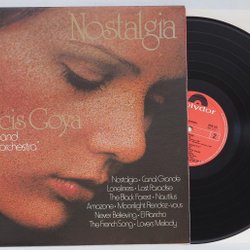 Nostalgia
cis Goya
and
orchestra"
Nostalgia • Canal Grande
Loneliness • Lost Paradise
The Black Forest • Nautilus
Amazone • Moonlight Rendez-vous
Never Believing • El Rancho
The French Song • Lovers Melody
polydor
2